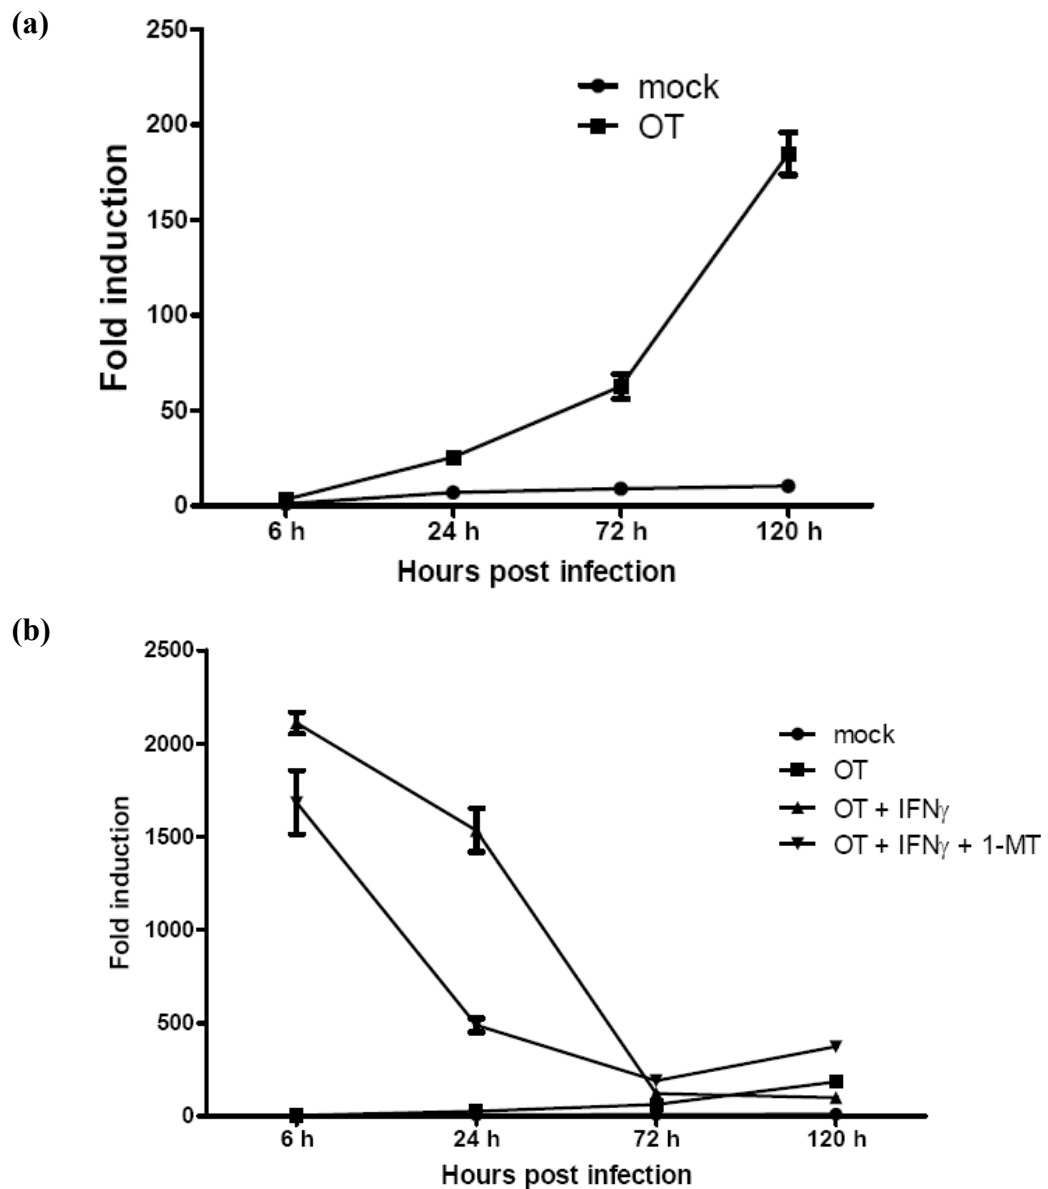 (a)
250
200
150
100
50
0
Fold induction
mock
OT
6 h 24 h 72 h 120 h
Hours post infection
(b)
2500
2000
1500
1000
500
0
Fold induction
mock
OT
OT + IFNγ
OT + IFNγ + 1-MT
6 h 24 h 72 h 120 h
Hours post infection